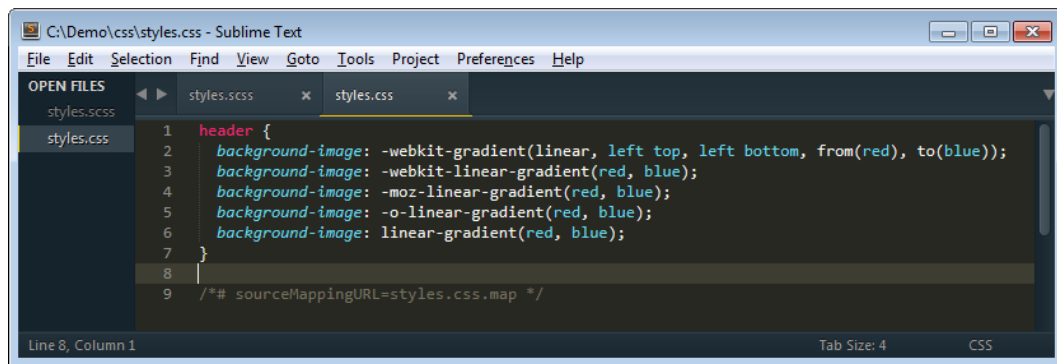 C:\Demo\css\styles.css - Sublime Text
File Edit Selection Find View Goto Tools Project Preferences Help
OPEN FILES
styles.scss
styles.css
styles.scss × styles.css ×
1 header {
2 background-image: -webkit-gradient(linear, left top, left bottom, from(red), to(blue));
3 background-image: -webkit-linear-gradient(red, blue);
4 background-image: -moz-linear-gradient(red, blue);
5 background-image: -o-linear-gradient(red, blue);
6 background-image: linear-gradient(red, blue);
7 }
8
9 /*# sourceMappingURL=styles.css.map */
Line 8, Column 1 Tab Size: 4 CSS